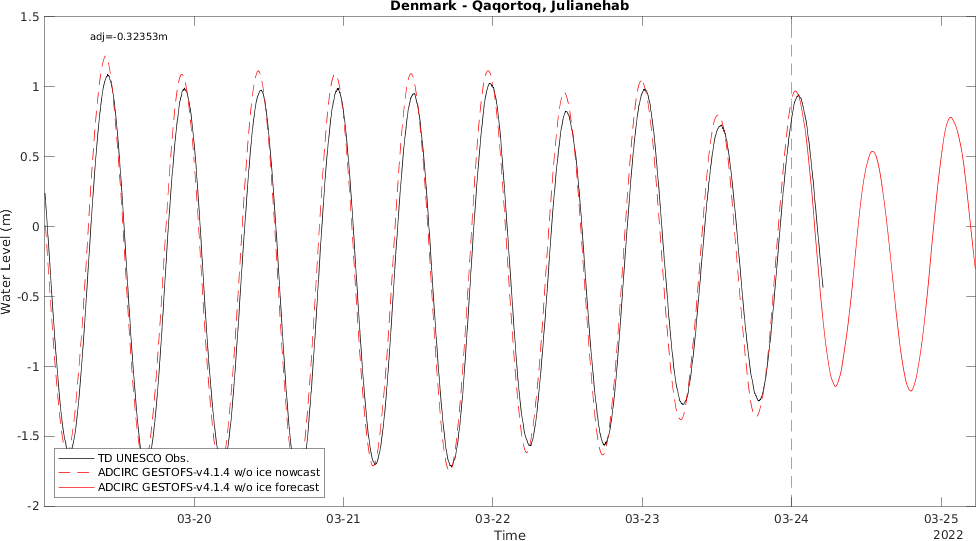 Denmark - Qaqortoq, Julianehab
adj=-0.32353m
1.5
1
0.5
0
-0.5
-1
-1.5
-2
Water Level (m)
TD UNESCO Obs.
ADCIRC GESTOFS-v4.1.4 w/o ice nowcast
ADCIRC GESTOFS-v4.1.4 w/o ice forecast
03-20
03-21
03-22
03-23
03-24
03-25
Time
2022